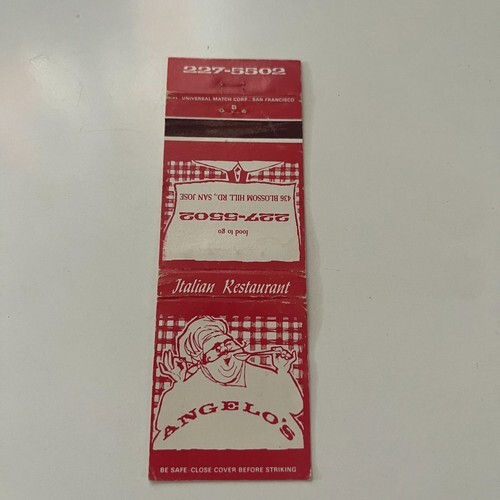 227-5502
UNIVERSAL MATCH CORP., SAN FRANCISCO
436 BLOSSOM HILL RD., SAN JOSE
227-5502
food to go
Italian Restaurant
ANGELO'S
BE SAFE-CLOSE COVER BEFORE STRIKING